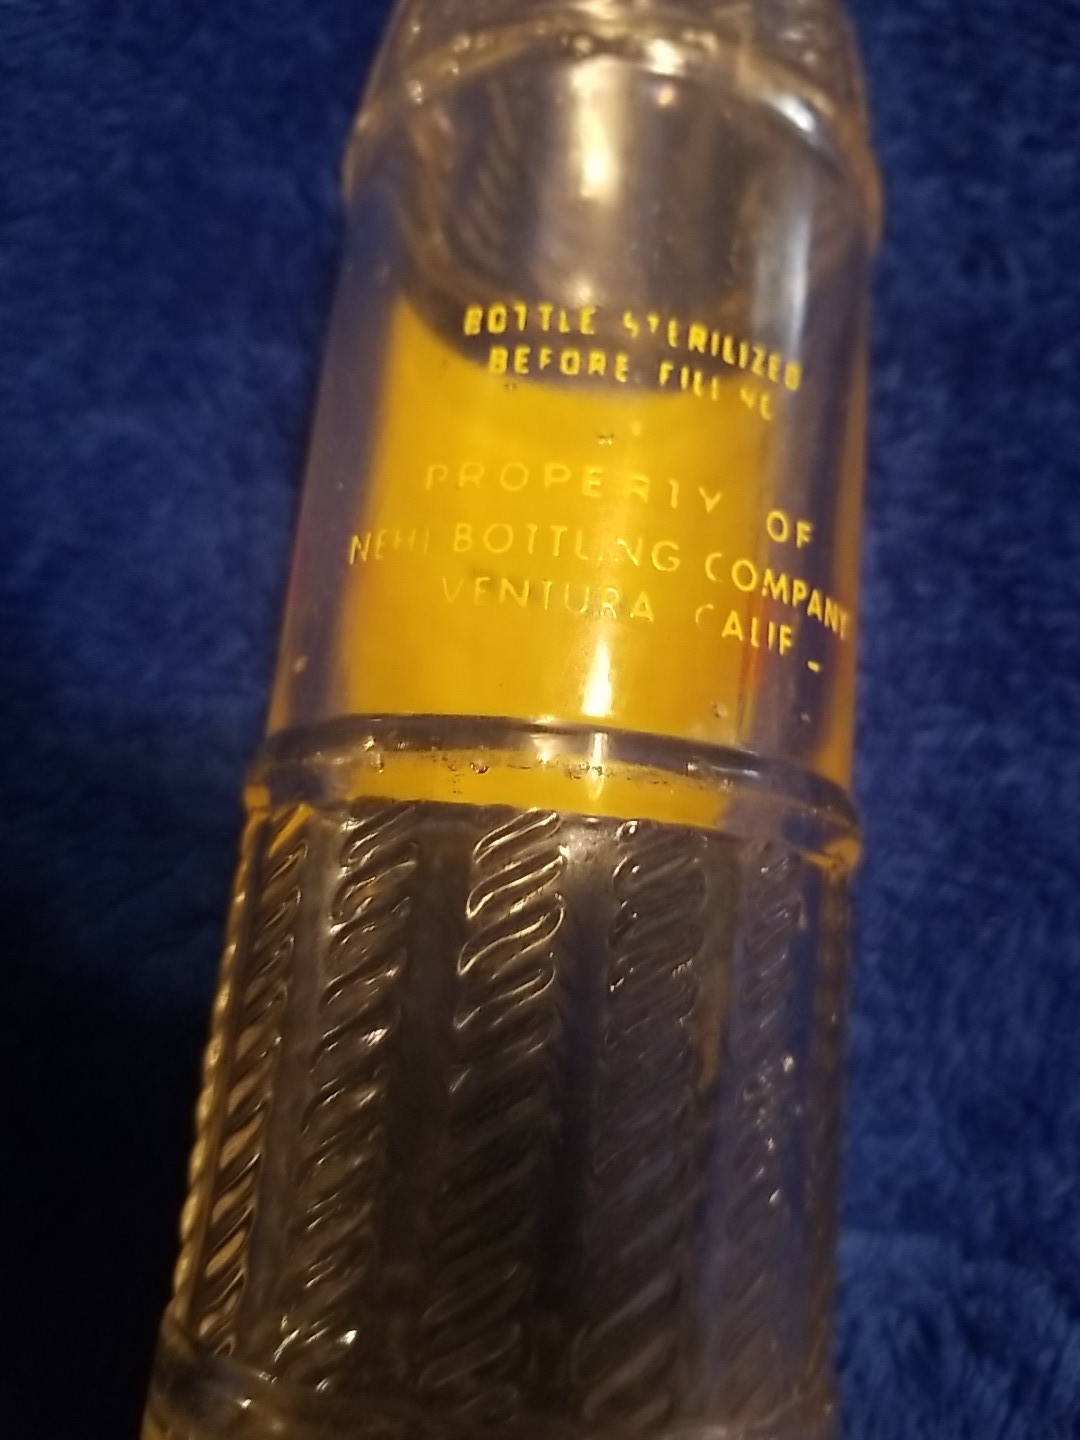 BOTTLE STERILIZED
BEFORE FILLING
PROPERTY OF
NEHI BOTTLING COMPANY
VENTURA CALIF-